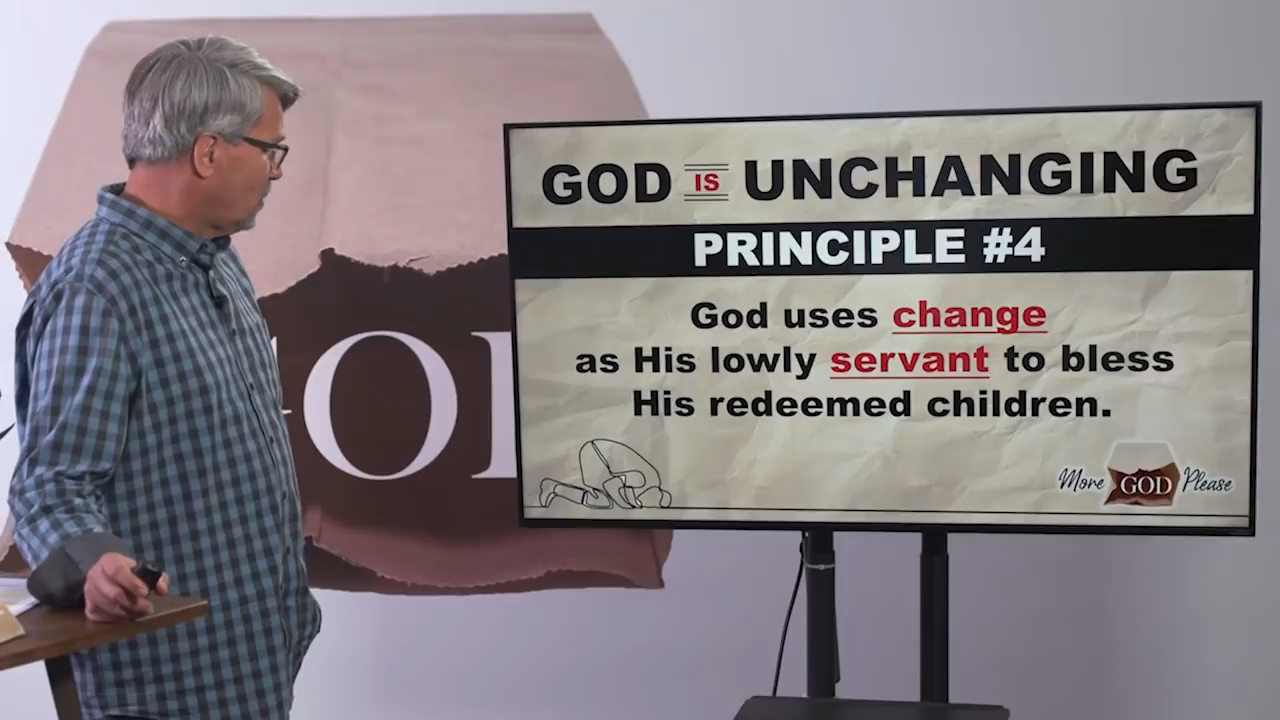 GOD IS UNCHANGING
PRINCIPLE #4
God uses change
as His lowly servant to bless
His redeemed children.
More GOD Please